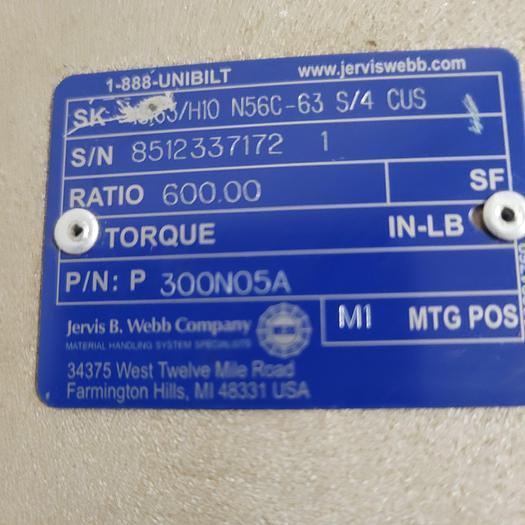 1-888-UNIBILT www.jerviswebb.com
SK 63/H10 N56C-63 S/4 CUS
S/N 8512337172 1
RATIO 600.00 SF
TORQUE IN-LB
P/N: P 300N05A
Jervis B. Webb Company
MATERIAL HANDLING SYSTEM SPECIALISTS
M1 MTG POS
34375 West Twelve Mile Road
Farmington Hills, MI 48331 USA